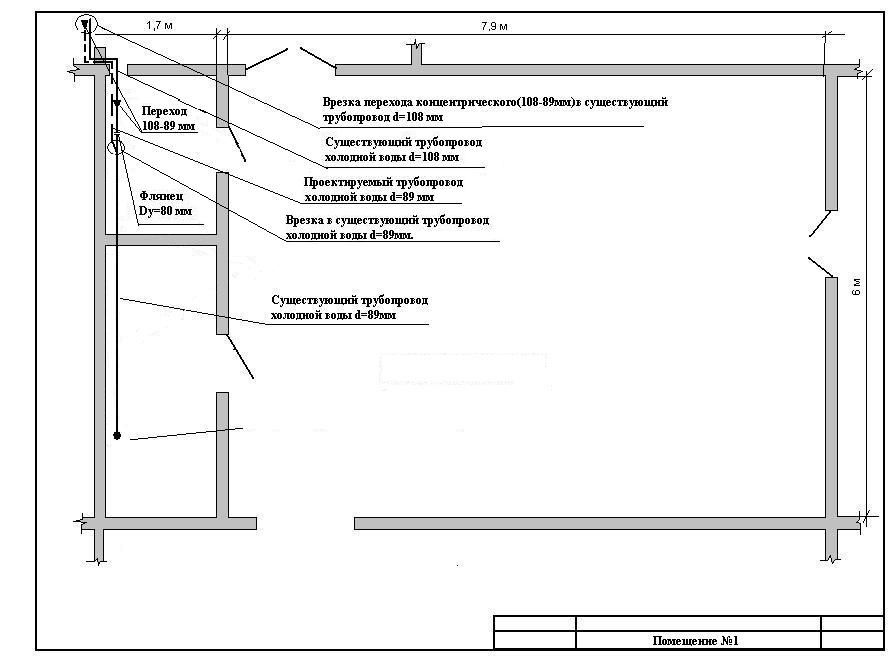 1,7 м
7,9 м
Переход
108-89 мм
Врезка перехода концентрического(108-89мм)в существующий
трубопровод d=108 мм
Существующий трубопровод
холодной воды d=108 мм
Проектируемый трубопровод
холодной воды d=89 мм
Флянец
Dy=80 мм
Врезка в существующий трубопровод
холодной воды d=89мм.
6 м
Существующий трубопровод
холодной воды d=89мм
Помещение №1